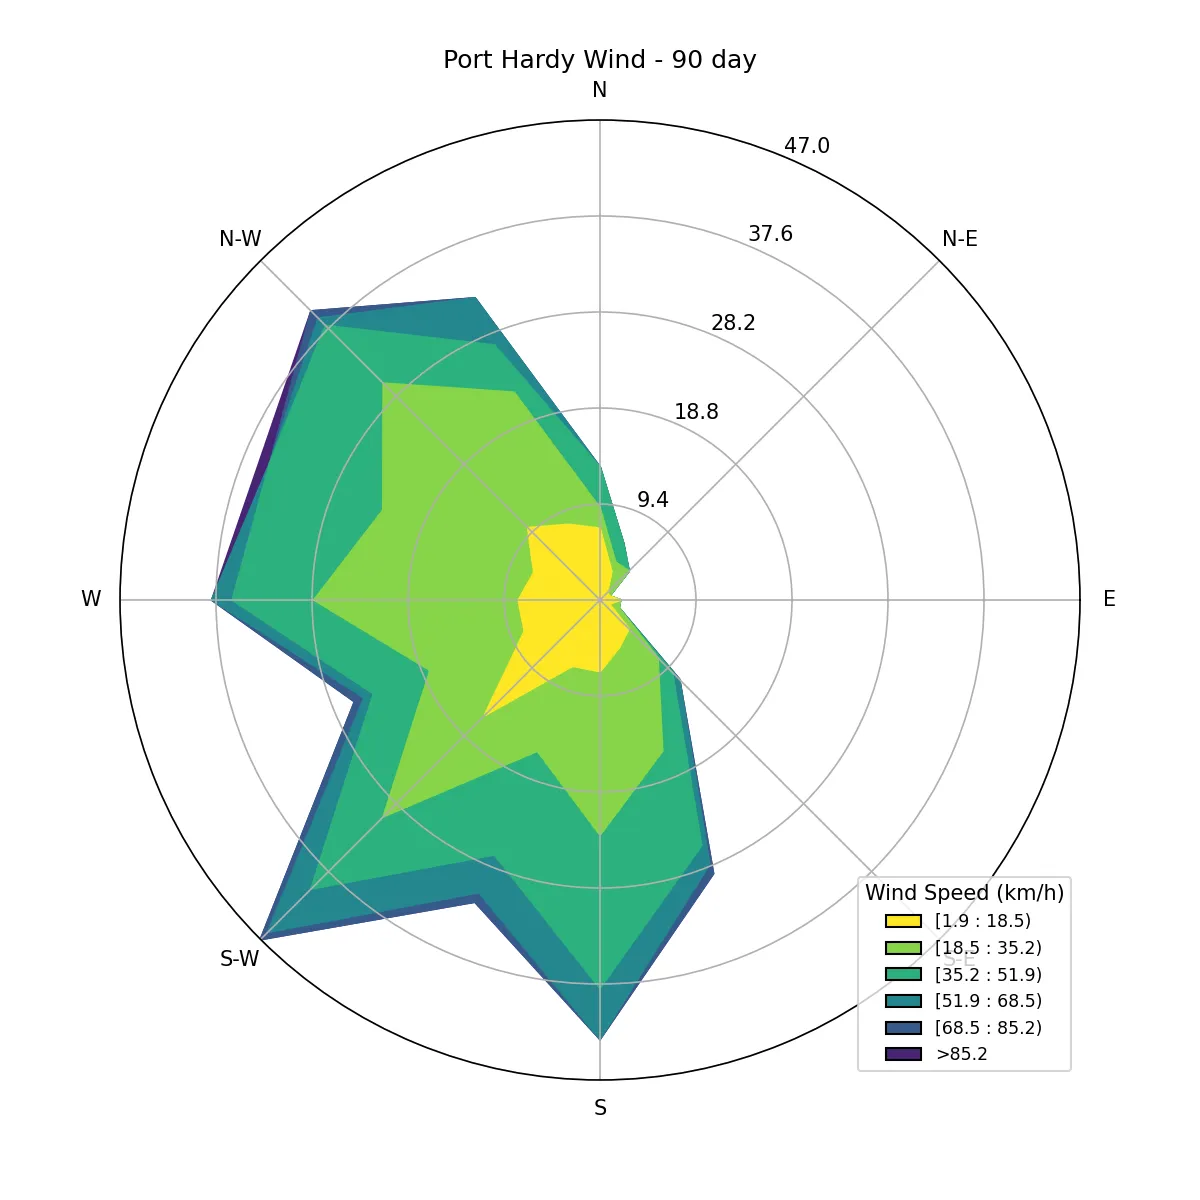 Port Hardy Wind - 90 day
N
47.0
37.6
N-W
N-E
28.2
18.8
9.4
W
E
Wind Speed (km/h)
[1.9 : 18.5)
[18.5 : 35.2)
S-W
S-E
[35.2 : 51.9)
[51.9 : 68.5)
[68.5 : 85.2)
>85.2
S